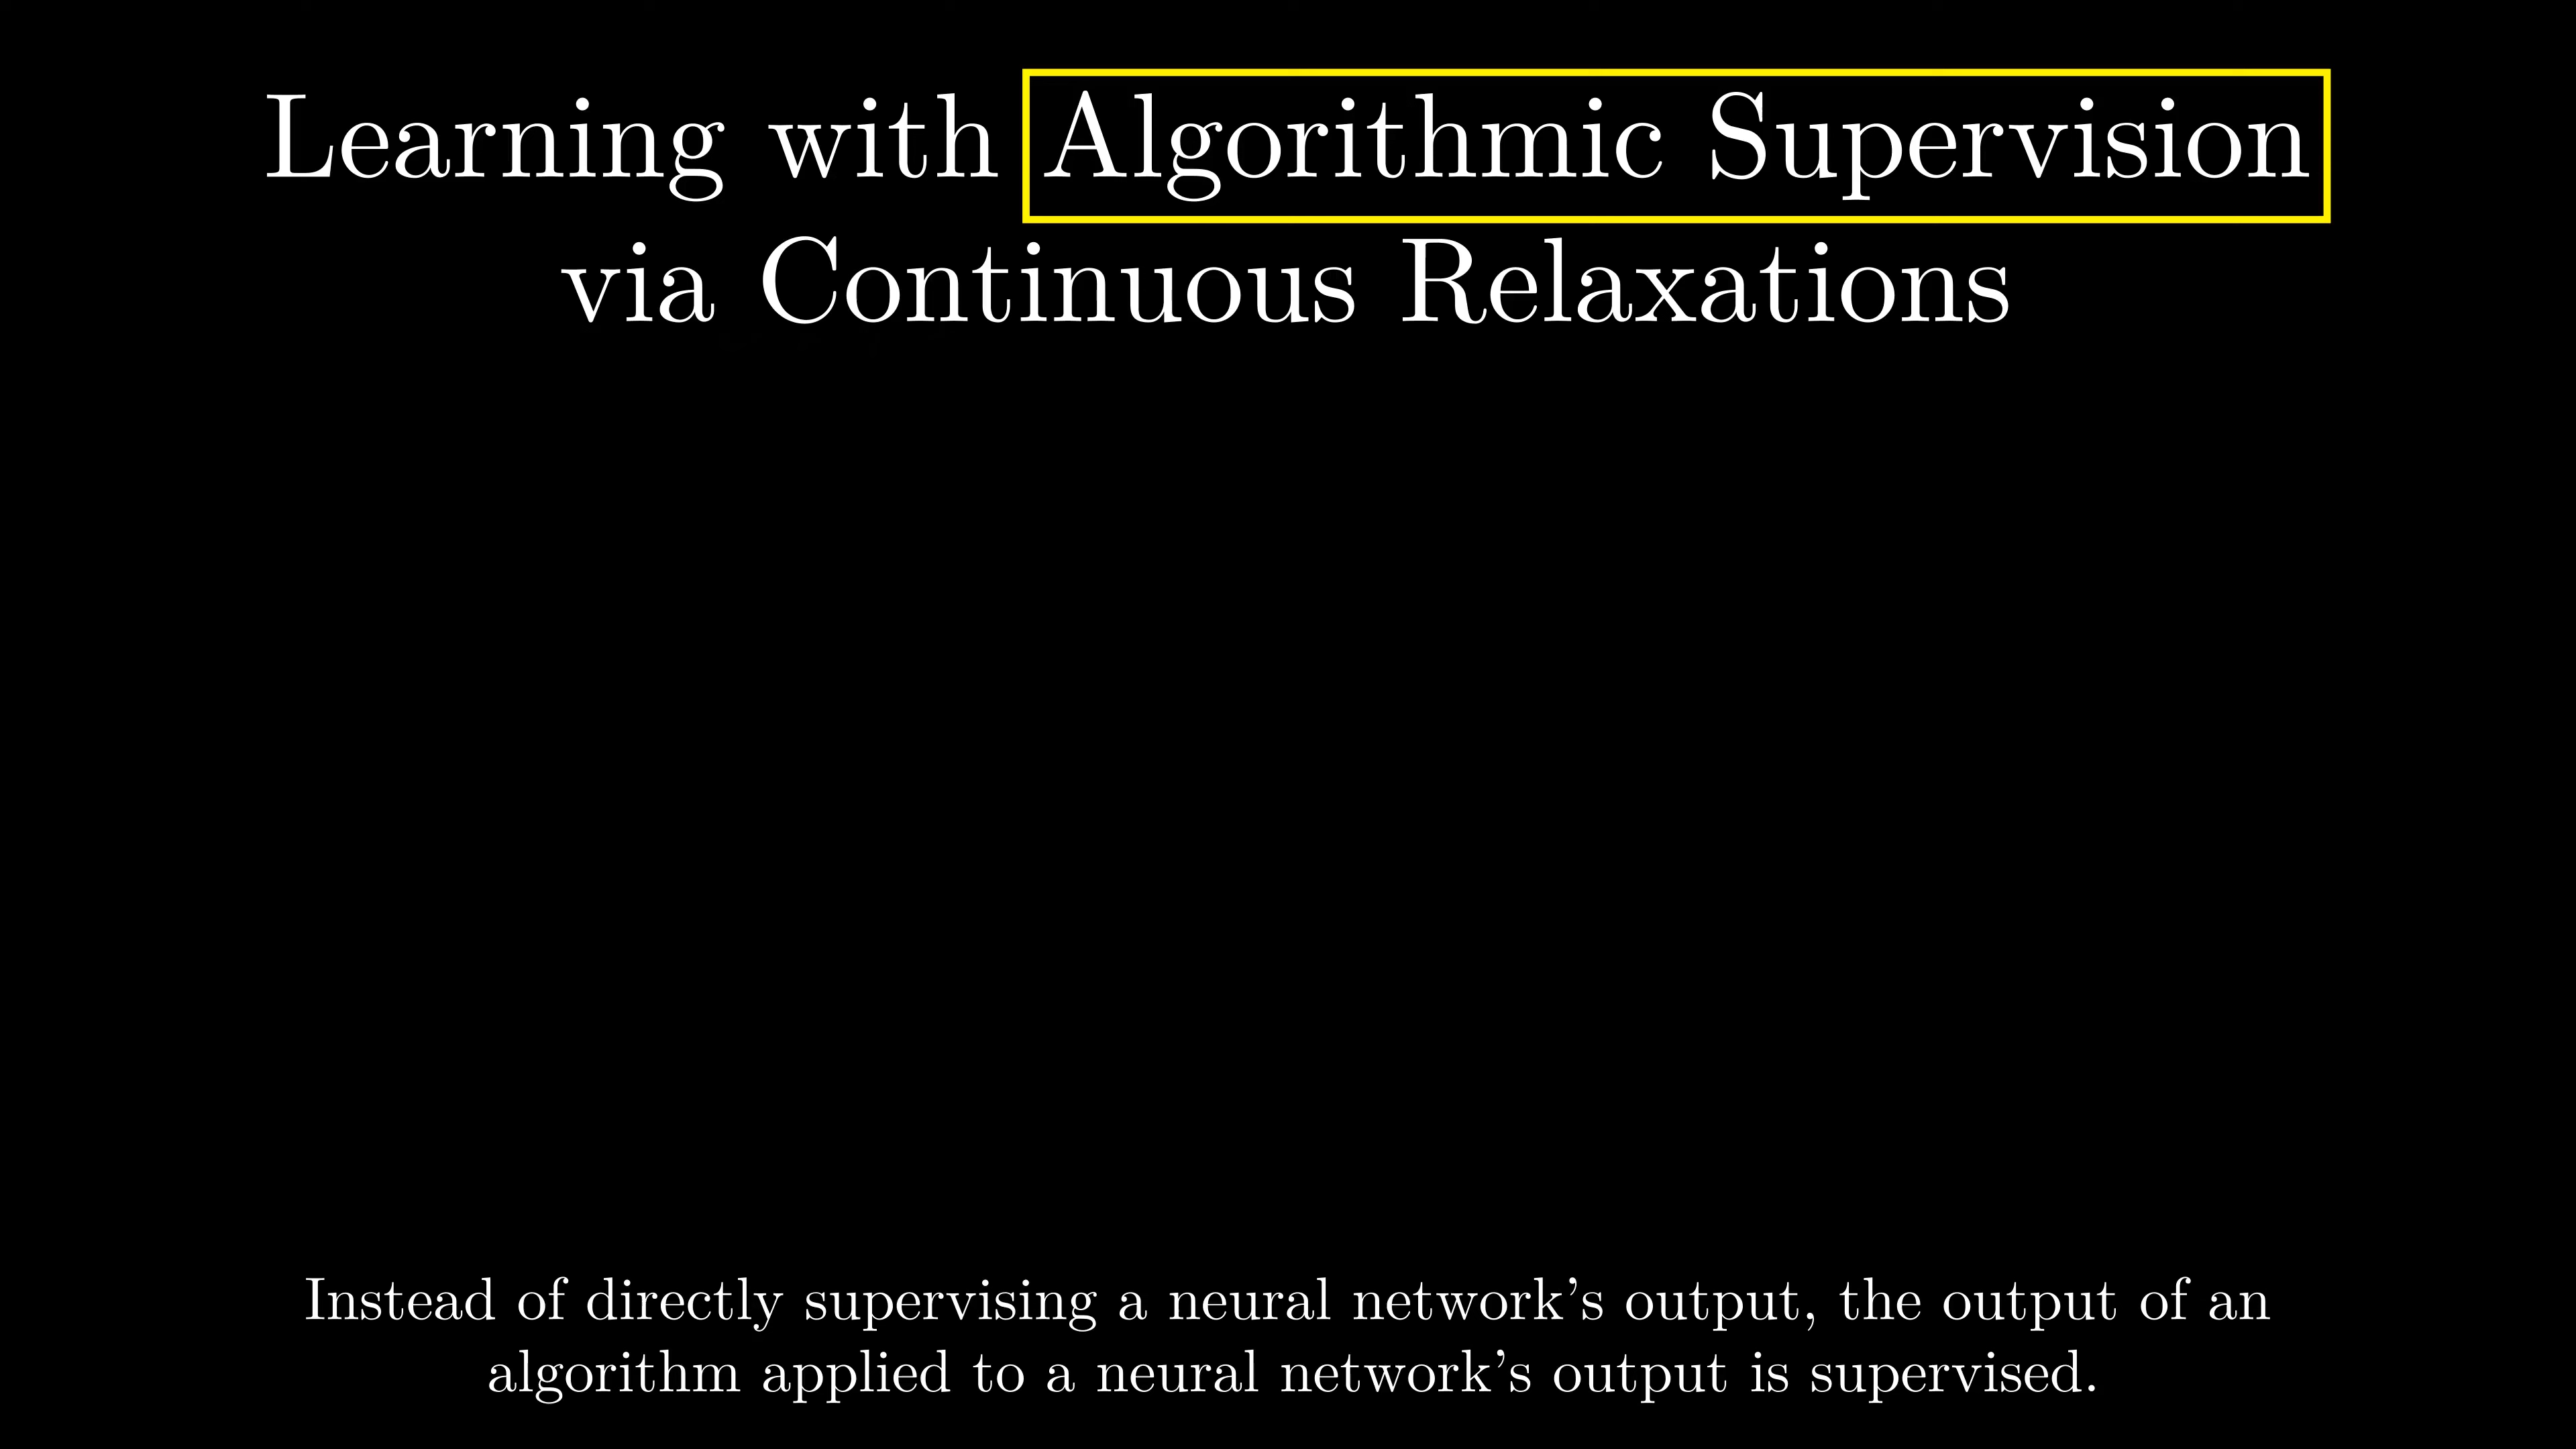 Learning with Algorithmic Supervision
via Continuous Relaxations
Instead of directly supervising a neural network’s output, the output of an
algorithm applied to a neural network’s output is supervised.